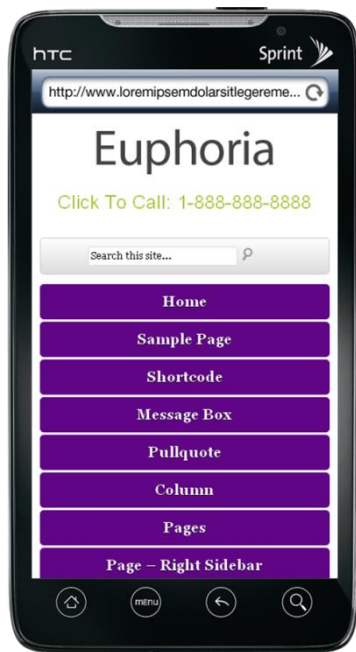 hTC Sprint
http://www.loremipsemdolarsitlegereme...
Euphoria
Click To Call: 1-888-888-8888
Search this site...
Home
Sample Page
Shortcode
Message Box
Pullquote
Column
Pages
Page – Right Sidebar
menu